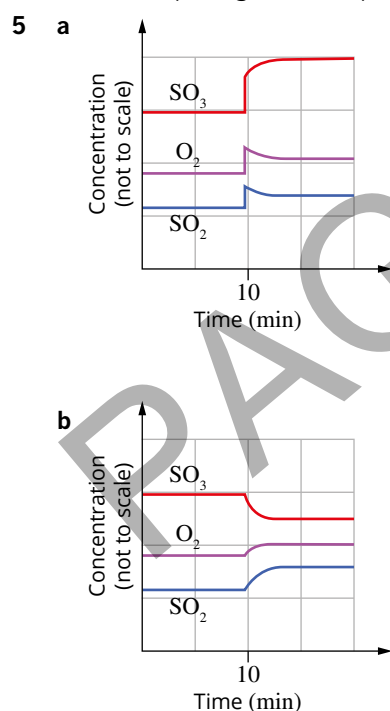 5 a
Concentration
(not to scale)
SO₃
O₂
SO₂
10
Time (min)
b
Concentration
(not to scale)
SO₃
O₂
SO₂
10
Time (min)